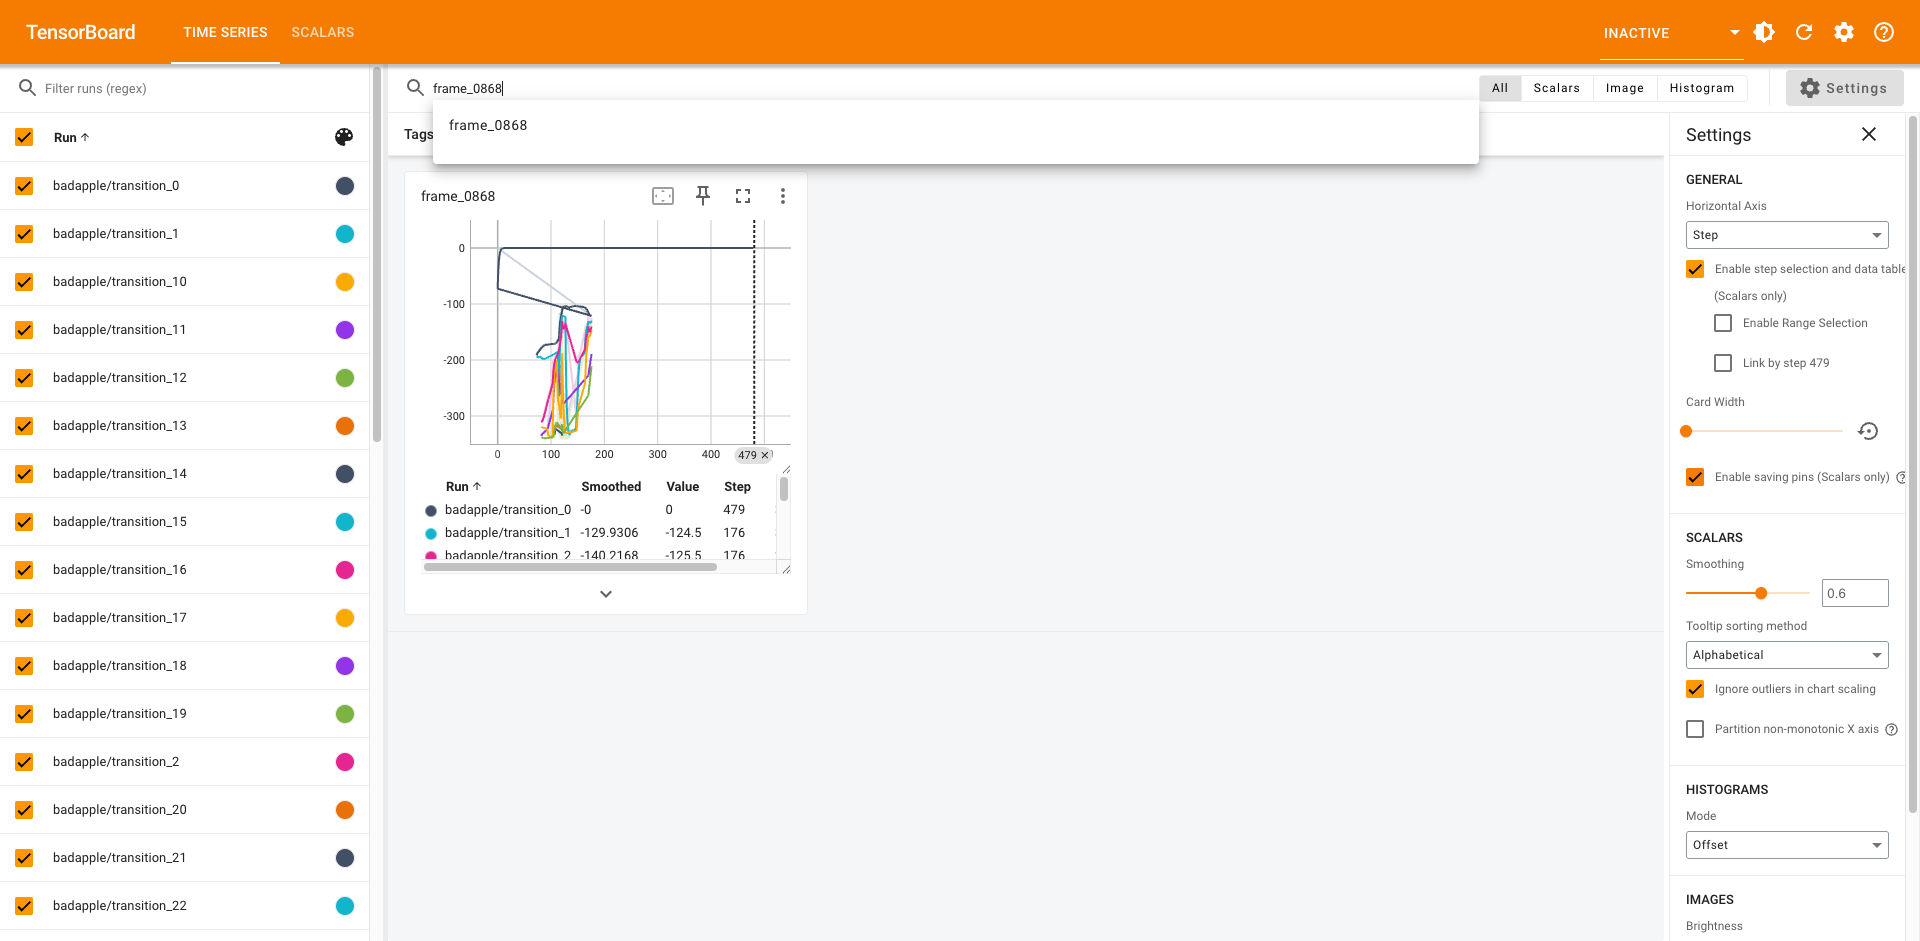 TensorBoard
TIME SERIES
SCALARS
INACTIVE
Filter runs (regex)
frame_0868
All
Scalars
Image
Histogram
Settings
frame_0868
Tags
Run
badapple/transition_0
badapple/transition_1
badapple/transition_10
badapple/transition_11
badapple/transition_12
badapple/transition_13
badapple/transition_14
badapple/transition_15
badapple/transition_16
badapple/transition_17
badapple/transition_18
badapple/transition_19
badapple/transition_2
badapple/transition_20
badapple/transition_21
badapple/transition_22
frame_0868
0
-100
-200
-300
0 100 200 300 400 479
Run Smoothed Value Step
badapple/transition_0 -0 0 479
badapple/transition_1 -129.9306 -124.5 176
badapple/transition_2 -140.2168 -125.5 176
Settings
GENERAL
Horizontal Axis
Step
Enable step selection and data table
(Scalars only)
Enable Range Selection
Link by step 479
Card Width
Enable saving pins (Scalars only)
SCALARS
Smoothing
0.6
Tooltip sorting method
Alphabetical
Ignore outliers in chart scaling
Partition non-monotonic X axis
HISTOGRAMS
Mode
Offset
IMAGES
Brightness